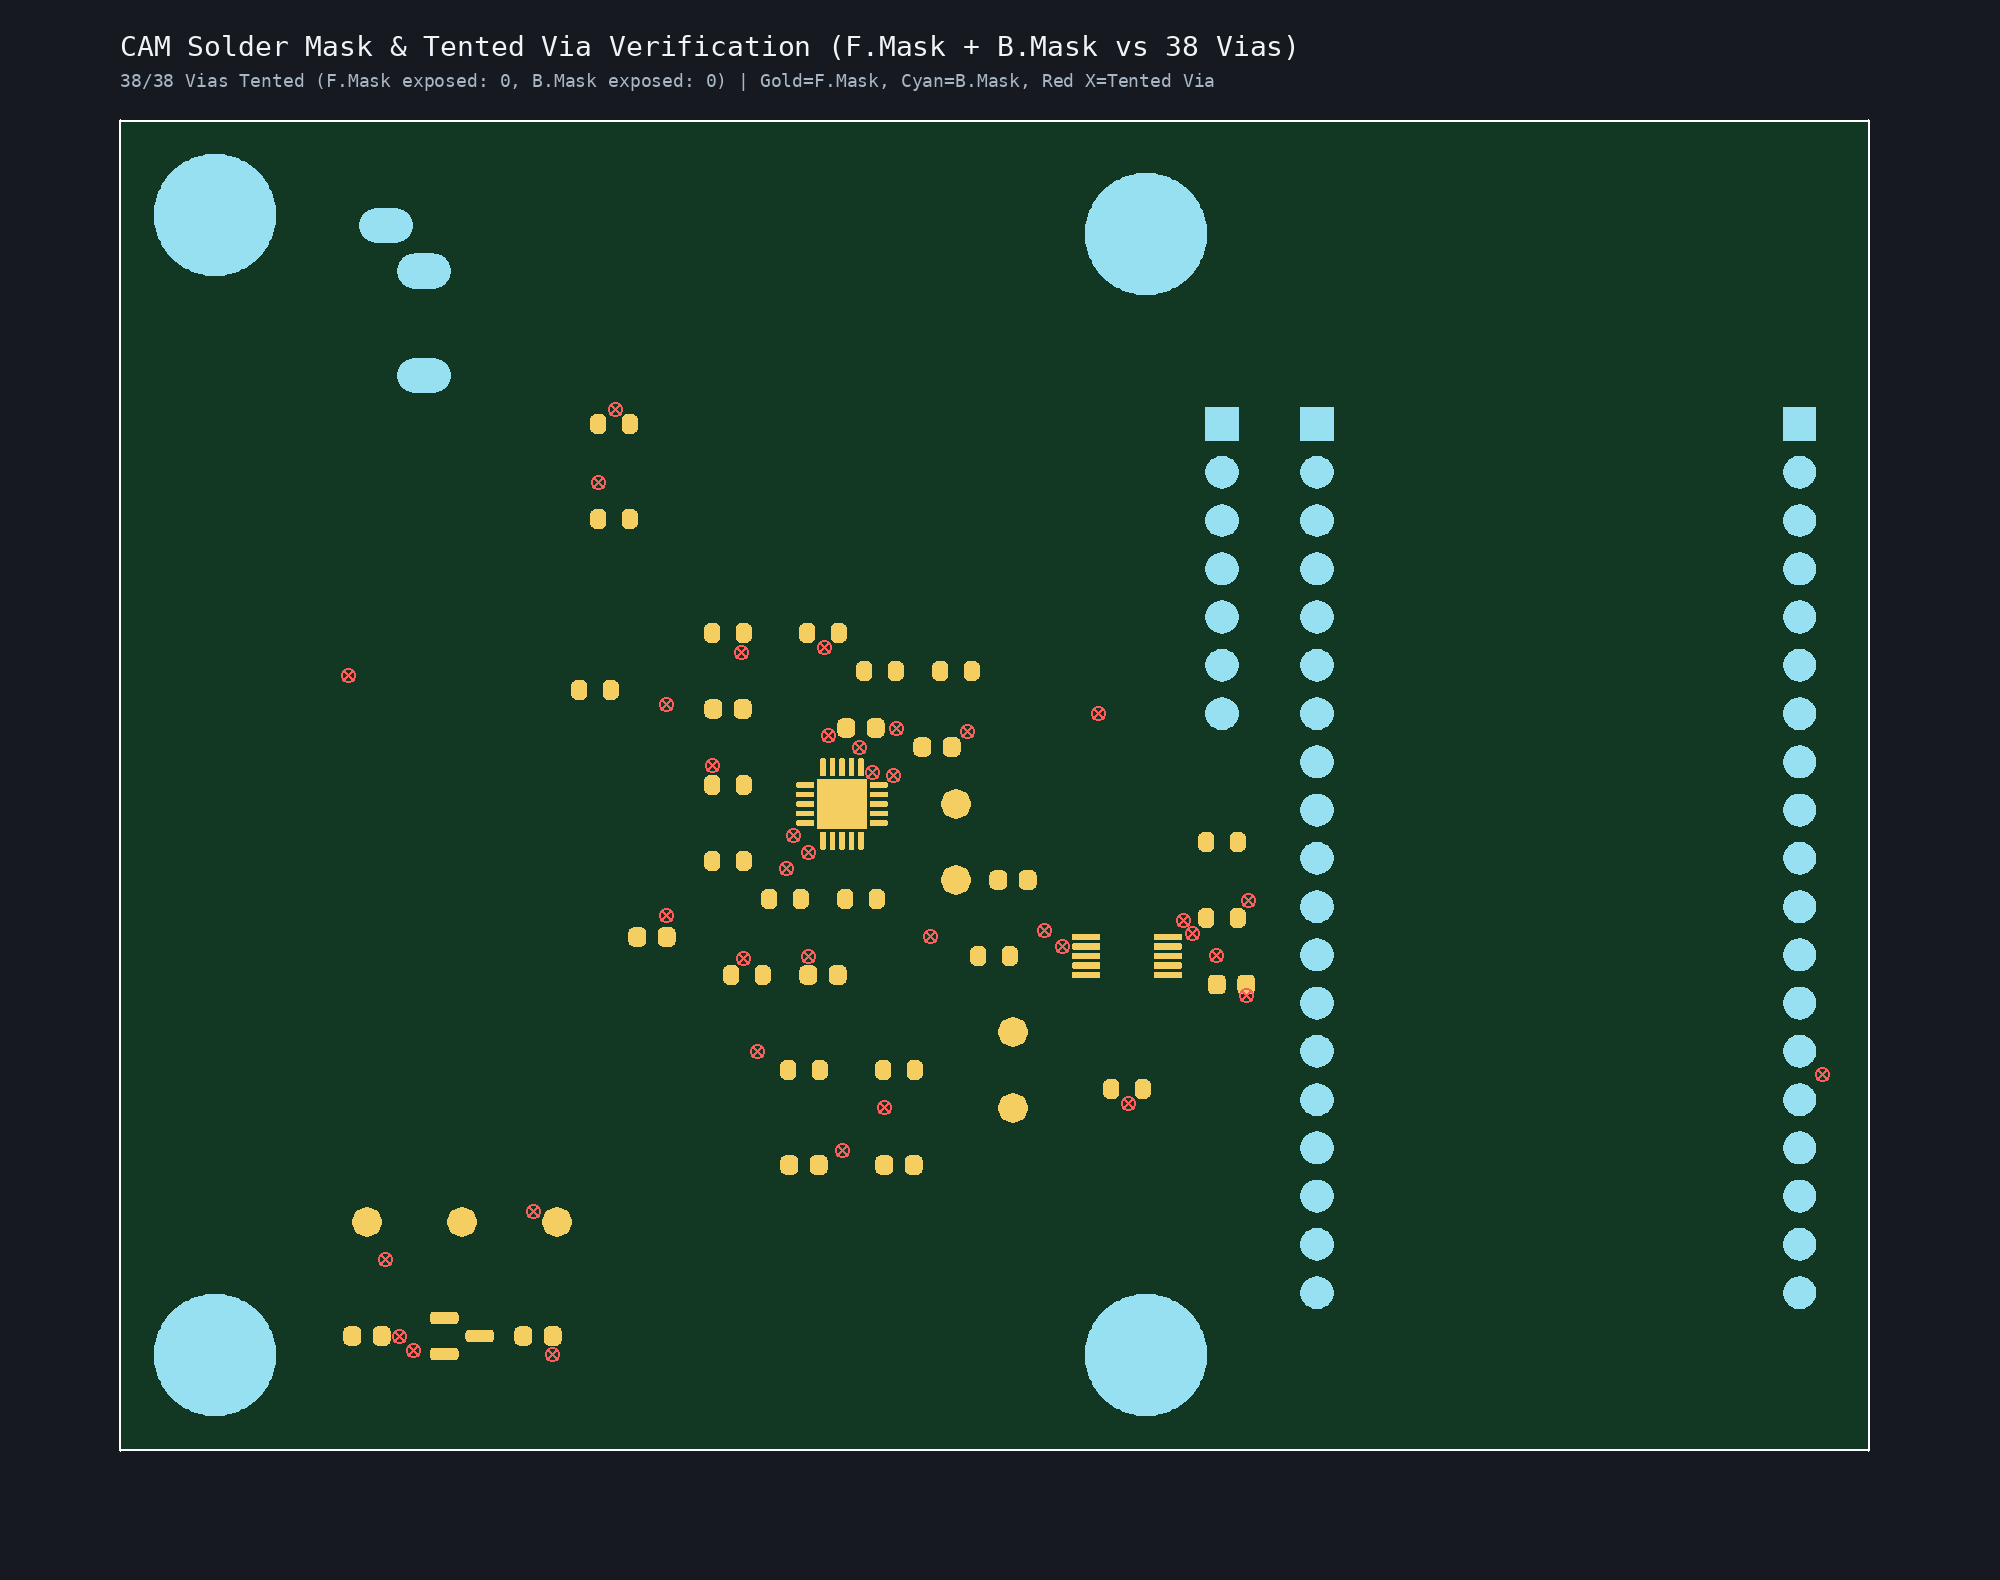 CAM Solder Mask & Tented Via Verification (F.Mask + B.Mask vs 38 Vias)
38/38 Vias Tented (F.Mask exposed: 0, B.Mask exposed: 0) | Gold=F.Mask, Cyan=B.Mask, Red X=Tented Via